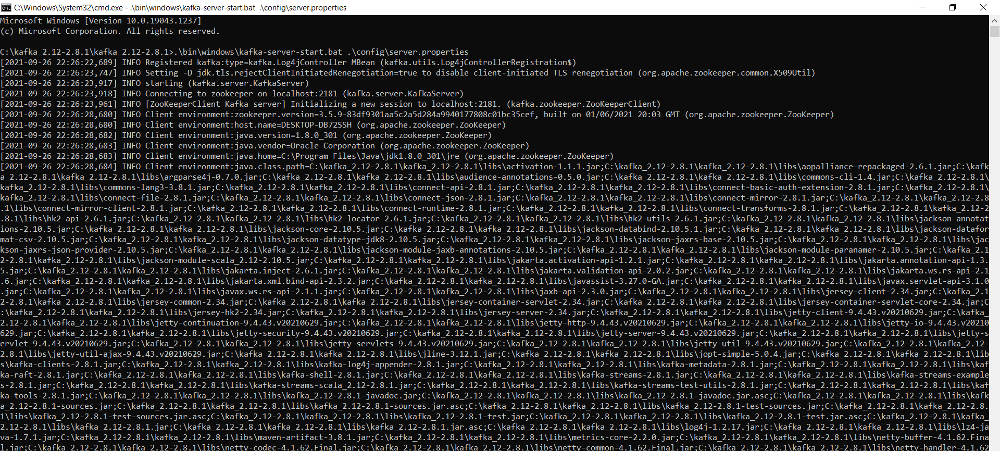 C:\Windows\System32\cmd.exe - .\bin\windows\kafka-server-start.bat .\config\server.properties
Microsoft Windows [Version 10.0.19043.1237]
(c) Microsoft Corporation. All rights reserved.
C:\kafka_2.12-2.8.1\kafka_2.12-2.8.1>.\bin\windows\kafka-server-start.bat .\config\server.properties
[2021-09-26 22:26:22,689] INFO Registered kafka:type=kafka.Log4jController MBean (kafka.utils.Log4jControllerRegistration$)
[2021-09-26 22:26:23,747] INFO Setting -D jdk.tls.rejectClientInitiatedRenegotiation=true to disable client-initiated TLS renegotiation (org.apache.zookeeper.common.X509Util)
[2021-09-26 22:26:23,917] INFO starting (kafka.server.KafkaServer)
[2021-09-26 22:26:23,918] INFO Connecting to zookeeper on localhost:2181 (kafka.server.KafkaServer)
[2021-09-26 22:26:23,961] INFO [ZooKeeperClient Kafka server] Initializing a new session to localhost:2181. (kafka.zookeeper.ZooKeeperClient)
[2021-09-26 22:26:28,680] INFO Client environment:zookeeper.version=3.5.9-83df9301aa5c2a5d284a9940177808c01bc35cef, built on 01/06/2021 20:03 GMT (org.apache.zookeeper.ZooKeeper)
[2021-09-26 22:26:28,680] INFO Client environment:host.name=DESKTOP-DB72SSH (org.apache.zookeeper.ZooKeeper)
[2021-09-26 22:26:28,682] INFO Client environment:java.version=1.8.0_301 (org.apache.zookeeper.ZooKeeper)
[2021-09-26 22:26:28,683] INFO Client environment:java.vendor=Oracle Corporation (org.apache.zookeeper.ZooKeeper)
[2021-09-26 22:26:28,683] INFO Client environment:java.home=C:\Program Files\Java\jdk1.8.0_301\jre (org.apache.zookeeper.ZooKeeper)
[2021-09-26 22:26:28,684] INFO Client environment:java.class.path=C:\kafka_2.12-2.8.1\kafka_2.12-2.8.1\libs\activation-1.1.1.jar;C:\kafka_2.12-2.8.1\kafka_2.12-2.8.1\libs\aopalliance-repackaged-2.6.1.jar;C:\kafk
a_2.12-2.8.1\kafka_2.12-2.8.1\libs\argparse4j-0.7.0.jar;C:\kafka_2.12-2.8.1\kafka_2.12-2.8.1\libs\audience-annotations-0.5.0.jar;C:\kafka_2.12-2.8.1\kafka_2.12-2.8.1\libs\commons-cli-1.4.jar;C:\kafka_2.12-2.8.1\
kafka_2.12-2.8.1\libs\commons-lang3-3.8.1.jar;C:\kafka_2.12-2.8.1\kafka_2.12-2.8.1\libs\connect-api-2.8.1.jar;C:\kafka_2.12-2.8.1\kafka_2.12-2.8.1\libs\connect-basic-auth-extension-2.8.1.jar;C:\kafka_2.12-2.8.1\
kafka_2.12-2.8.1\libs\connect-file-2.8.1.jar;C:\kafka_2.12-2.8.1\kafka_2.12-2.8.1\libs\connect-json-2.8.1.jar;C:\kafka_2.12-2.8.1\kafka_2.12-2.8.1\libs\connect-mirror-2.8.1.jar;C:\kafka_2.12-2.8.1\kafka_2.12-2.8
.1\libs\connect-mirror-client-2.8.1.jar;C:\kafka_2.12-2.8.1\kafka_2.12-2.8.1\libs\connect-runtime-2.8.1.jar;C:\kafka_2.12-2.8.1\kafka_2.12-2.8.1\libs\connect-transforms-2.8.1.jar;C:\kafka_2.12-2.8.1\kafka_2.12-2
.8.1\libs\hk2-api-2.6.1.jar;C:\kafka_2.12-2.8.1\kafka_2.12-2.8.1\libs\hk2-locator-2.6.1.jar;C:\kafka_2.12-2.8.1\kafka_2.12-2.8.1\libs\hk2-utils-2.6.1.jar;C:\kafka_2.12-2.8.1\kafka_2.12-2.8.1\libs\jackson-annotat
ions-2.10.5.jar;C:\kafka_2.12-2.8.1\kafka_2.12-2.8.1\libs\jackson-core-2.10.5.jar;C:\kafka_2.12-2.8.1\kafka_2.12-2.8.1\libs\jackson-databind-2.10.5.1.jar;C:\kafka_2.12-2.8.1\kafka_2.12-2.8.1\libs\jackson-datafor
mat-csv-2.10.5.jar;C:\kafka_2.12-2.8.1\kafka_2.12-2.8.1\libs\jackson-datatype-jdk8-2.10.5.jar;C:\kafka_2.12-2.8.1\kafka_2.12-2.8.1\libs\jackson-jaxrs-base-2.10.5.jar;C:\kafka_2.12-2.8.1\kafka_2.12-2.8.1\libs\jac
kson-jaxrs-json-provider-2.10.5.jar;C:\kafka_2.12-2.8.1\kafka_2.12-2.8.1\libs\jackson-module-jaxb-annotations-2.10.5.jar;C:\kafka_2.12-2.8.1\kafka_2.12-2.8.1\libs\jackson-module-paranamer-2.10.5.jar;C:\kafka_2.1
2-2.8.1\kafka_2.12-2.8.1\libs\jackson-module-scala_2.12-2.10.5.jar;C:\kafka_2.12-2.8.1\kafka_2.12-2.8.1\libs\jakarta.activation-api-1.2.1.jar;C:\kafka_2.12-2.8.1\kafka_2.12-2.8.1\libs\jakarta.annotation-api-1.3.
5.jar;C:\kafka_2.12-2.8.1\kafka_2.12-2.8.1\libs\jakarta.inject-2.6.1.jar;C:\kafka_2.12-2.8.1\kafka_2.12-2.8.1\libs\jakarta.validation-api-2.0.2.jar;C:\kafka_2.12-2.8.1\kafka_2.12-2.8.1\libs\jakarta.ws.rs-api-2.1
.6.jar;C:\kafka_2.12-2.8.1\kafka_2.12-2.8.1\libs\jakarta.xml.bind-api-2.3.2.jar;C:\kafka_2.12-2.8.1\kafka_2.12-2.8.1\libs\javassist-3.27.0-GA.jar;C:\kafka_2.12-2.8.1\kafka_2.12-2.8.1\libs\javax.servlet-api-3.1.0
.jar;C:\kafka_2.12-2.8.1\kafka_2.12-2.8.1\libs\javax.ws.rs-api-2.1.1.jar;C:\kafka_2.12-2.8.1\kafka_2.12-2.8.1\libs\jaxb-api-2.3.0.jar;C:\kafka_2.12-2.8.1\kafka_2.12-2.8.1\libs\jersey-client-2.34.jar;C:\kafka_2.1
2-2.8.1\kafka_2.12-2.8.1\libs\jersey-common-2.34.jar;C:\kafka_2.12-2.8.1\kafka_2.12-2.8.1\libs\jersey-container-servlet-2.34.jar;C:\kafka_2.12-2.8.1\kafka_2.12-2.8.1\libs\jersey-container-servlet-core-2.34.jar;C
:\kafka_2.12-2.8.1\kafka_2.12-2.8.1\libs\jersey-hk2-2.34.jar;C:\kafka_2.12-2.8.1\kafka_2.12-2.8.1\libs\jersey-server-2.34.jar;C:\kafka_2.12-2.8.1\kafka_2.12-2.8.1\libs\jetty-client-9.4.43.v20210629.jar;C:\kafka_
2.12-2.8.1\kafka_2.12-2.8.1\libs\jetty-continuation-9.4.43.v20210629.jar;C:\kafka_2.12-2.8.1\kafka_2.12-2.8.1\libs\jetty-http-9.4.43.v20210629.jar;C:\kafka_2.12-2.8.1\kafka_2.12-2.8.1\libs\jetty-io-9.4.43.v20210
629.jar;C:\kafka_2.12-2.8.1\kafka_2.12-2.8.1\libs\jetty-security-9.4.43.v20210629.jar;C:\kafka_2.12-2.8.1\kafka_2.12-2.8.1\libs\jetty-server-9.4.43.v20210629.jar;C:\kafka_2.12-2.8.1\kafka_2.12-2.8.1\libs\jetty-s
ervlet-9.4.43.v20210629.jar;C:\kafka_2.12-2.8.1\kafka_2.12-2.8.1\libs\jetty-servlets-9.4.43.v20210629.jar;C:\kafka_2.12-2.8.1\kafka_2.12-2.8.1\libs\jetty-util-9.4.43.v20210629.jar;C:\kafka_2.12-2.8.1\kafka_2.12-
2.8.1\libs\jetty-util-ajax-9.4.43.v20210629.jar;C:\kafka_2.12-2.8.1\kafka_2.12-2.8.1\libs\jline-3.12.1.jar;C:\kafka_2.12-2.8.1\kafka_2.12-2.8.1\libs\jopt-simple-5.0.4.jar;C:\kafka_2.12-2.8.1\kafka_2.12-2.8.1\lib
s\kafka-clients-2.8.1.jar;C:\kafka_2.12-2.8.1\kafka_2.12-2.8.1\libs\kafka-log4j-appender-2.8.1.jar;C:\kafka_2.12-2.8.1\kafka_2.12-2.8.1\libs\kafka-metadata-2.8.1.jar;C:\kafka_2.12-2.8.1\kafka_2.12-2.8.1\libs\kaf
ka-raft-2.8.1.jar;C:\kafka_2.12-2.8.1\kafka_2.12-2.8.1\libs\kafka-shell-2.8.1.jar;C:\kafka_2.12-2.8.1\kafka_2.12-2.8.1\libs\kafka-streams-2.8.1.jar;C:\kafka_2.12-2.8.1\kafka_2.12-2.8.1\libs\kafka-streams-example
s-2.8.1.jar;C:\kafka_2.12-2.8.1\kafka_2.12-2.8.1\libs\kafka-streams-scala_2.12-2.8.1.jar;C:\kafka_2.12-2.8.1\kafka_2.12-2.8.1\libs\kafka-streams-test-utils-2.8.1.jar;C:\kafka_2.12-2.8.1\kafka_2.12-2.8.1\libs\kaf
ka-tools-2.8.1.jar;C:\kafka_2.12-2.8.1\kafka_2.12-2.8.1\libs\kafka_2.12-2.8.1-javadoc.jar;C:\kafka_2.12-2.8.1\kafka_2.12-2.8.1\libs\kafka_2.12-2.8.1-javadoc.jar.asc;C:\kafka_2.12-2.8.1\kafka_2.12-2.8.1\libs\kafk
a_2.12-2.8.1-sources.jar;C:\kafka_2.12-2.8.1\kafka_2.12-2.8.1\libs\kafka_2.12-2.8.1-sources.jar.asc;C:\kafka_2.12-2.8.1\kafka_2.12-2.8.1\libs\kafka_2.12-2.8.1-test-sources.jar;C:\kafka_2.12-2.8.1\kafka_2.12-2.8.
1\libs\kafka_2.12-2.8.1-test-sources.jar.asc;C:\kafka_2.12-2.8.1\kafka_2.12-2.8.1\libs\kafka_2.12-2.8.1-test.jar;C:\kafka_2.12-2.8.1\kafka_2.12-2.8.1\libs\kafka_2.12-2.8.1-test.jar.asc;C:\kafka_2.12-2.8.1\kafka_
2.12-2.8.1\libs\kafka_2.12-2.8.1.jar;C:\kafka_2.12-2.8.1\kafka_2.12-2.8.1\libs\kafka_2.12-2.8.1.jar.asc;C:\kafka_2.12-2.8.1\kafka_2.12-2.8.1\libs\log4j-1.2.17.jar;C:\kafka_2.12-2.8.1\kafka_2.12-2.8.1\libs\lz4-ja
va-1.7.1.jar;C:\kafka_2.12-2.8.1\kafka_2.12-2.8.1\libs\maven-artifact-3.8.1.jar;C:\kafka_2.12-2.8.1\kafka_2.12-2.8.1\libs\metrics-core-2.2.0.jar;C:\kafka_2.12-2.8.1\kafka_2.12-2.8.1\libs\netty-buffer-4.1.62.Fina
l.jar;C:\kafka_2.12-2.8.1\kafka_2.12-2.8.1\libs\netty-codec-4.1.62.Final.jar;C:\kafka_2.12-2.8.1\kafka_2.12-2.8.1\libs\netty-common-4.1.62.Final.jar;C:\kafka_2.12-2.8.1\kafka_2.12-2.8.1\libs\netty-handler-4.1.62